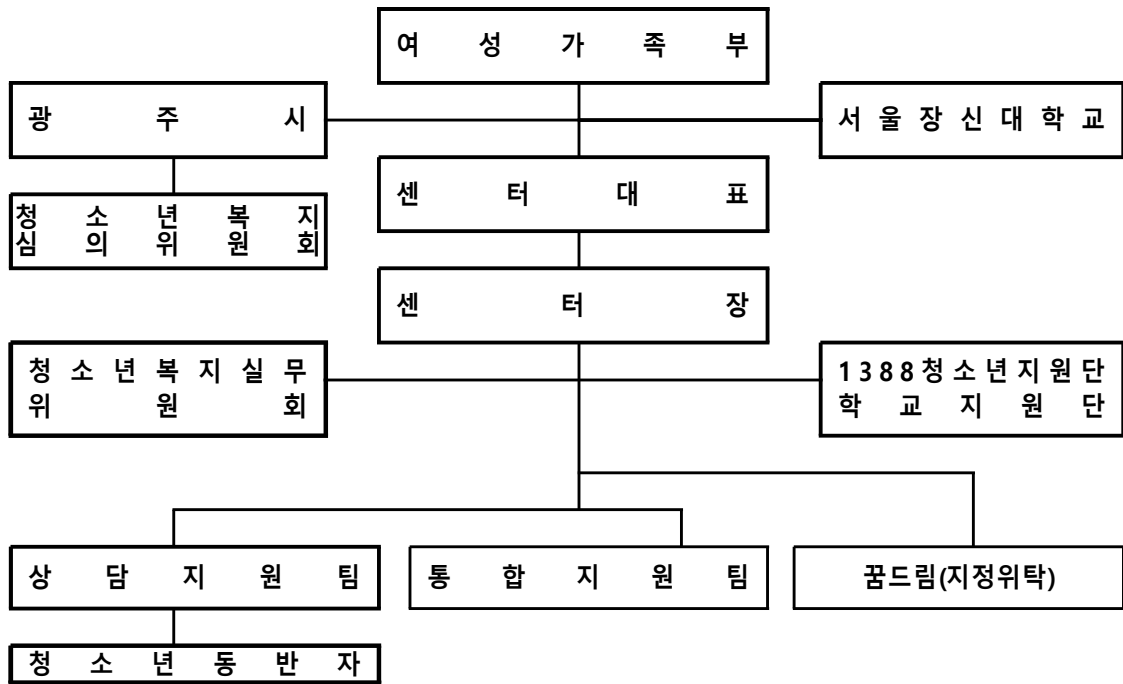 여성가족부
광주시
서울장신대학교
센터대표
청소년복지
심의위원회
센터장
청소년복지실무
위원회
1388청소년지원단
학교지원단
상담지원팀
통합지원팀
꿈드림(지정위탁)
청소년동반자